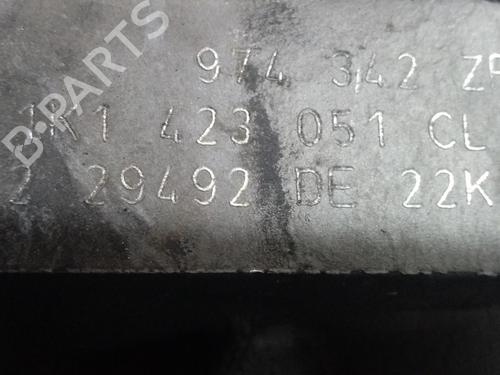 B-PARTS
974 342 Z
1K1 423 051 CL
2 29492 DE 22K